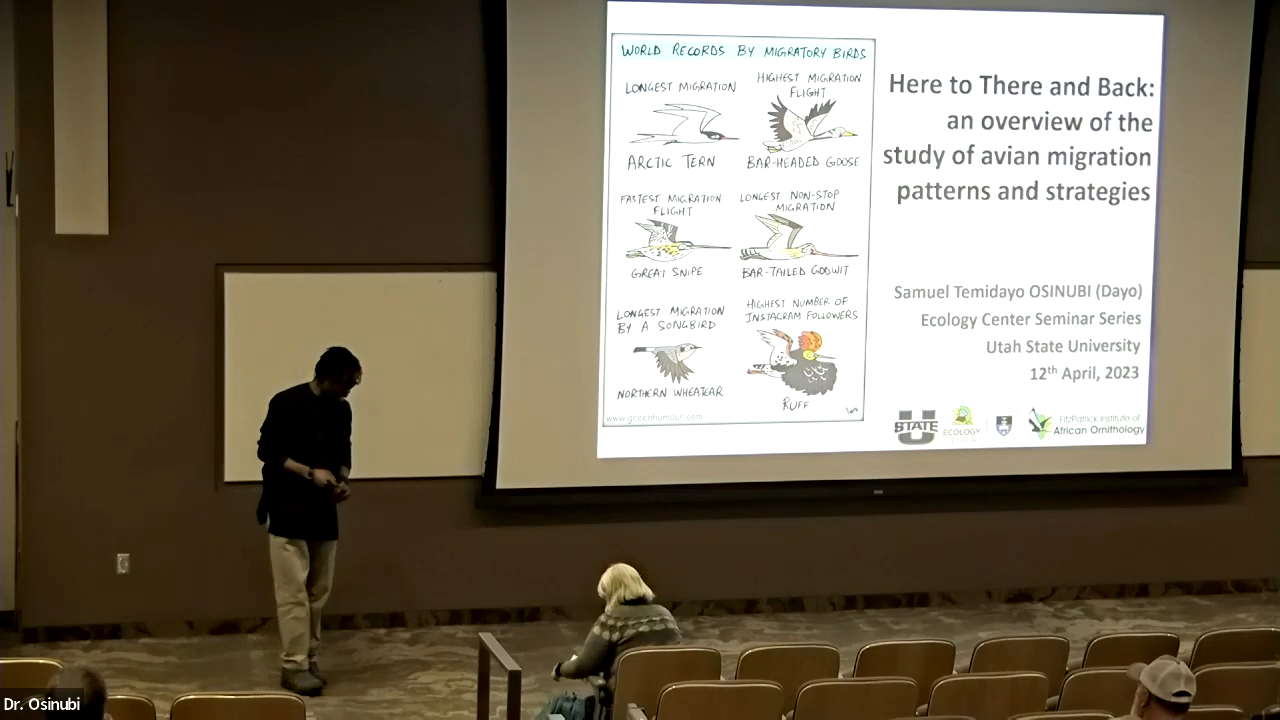 WORLD RECORDS BY MIGRATORY BIRDS
LONGEST MIGRATION
ARCTIC TERN
HIGHEST MIGRATION
FLIGHT
BAR-HEADED GOOSE
FASTEST MIGRATION
FLIGHT
GREAT SNIPE
LONGEST NON-STOP
MIGRATION
BAR-TAILED GODWIT
LONGEST MIGRATION
BY A SONGBIRD
NORTHERN WHEATEAR
HIGHEST NUMBER OF
INSTAGRAM FOLLOWERS
RUFF
www.greenhumour.com
Here to There and Back:
an overview of the
study of avian migration
patterns and strategies
Samuel Temidayo OSINUBI (Dayo)
Ecology Center Seminar Series
Utah State University
12th April, 2023
U STATE
ECOLOGY
FitzPatrick Institute of
African Ornithology
Dr. Osinubi